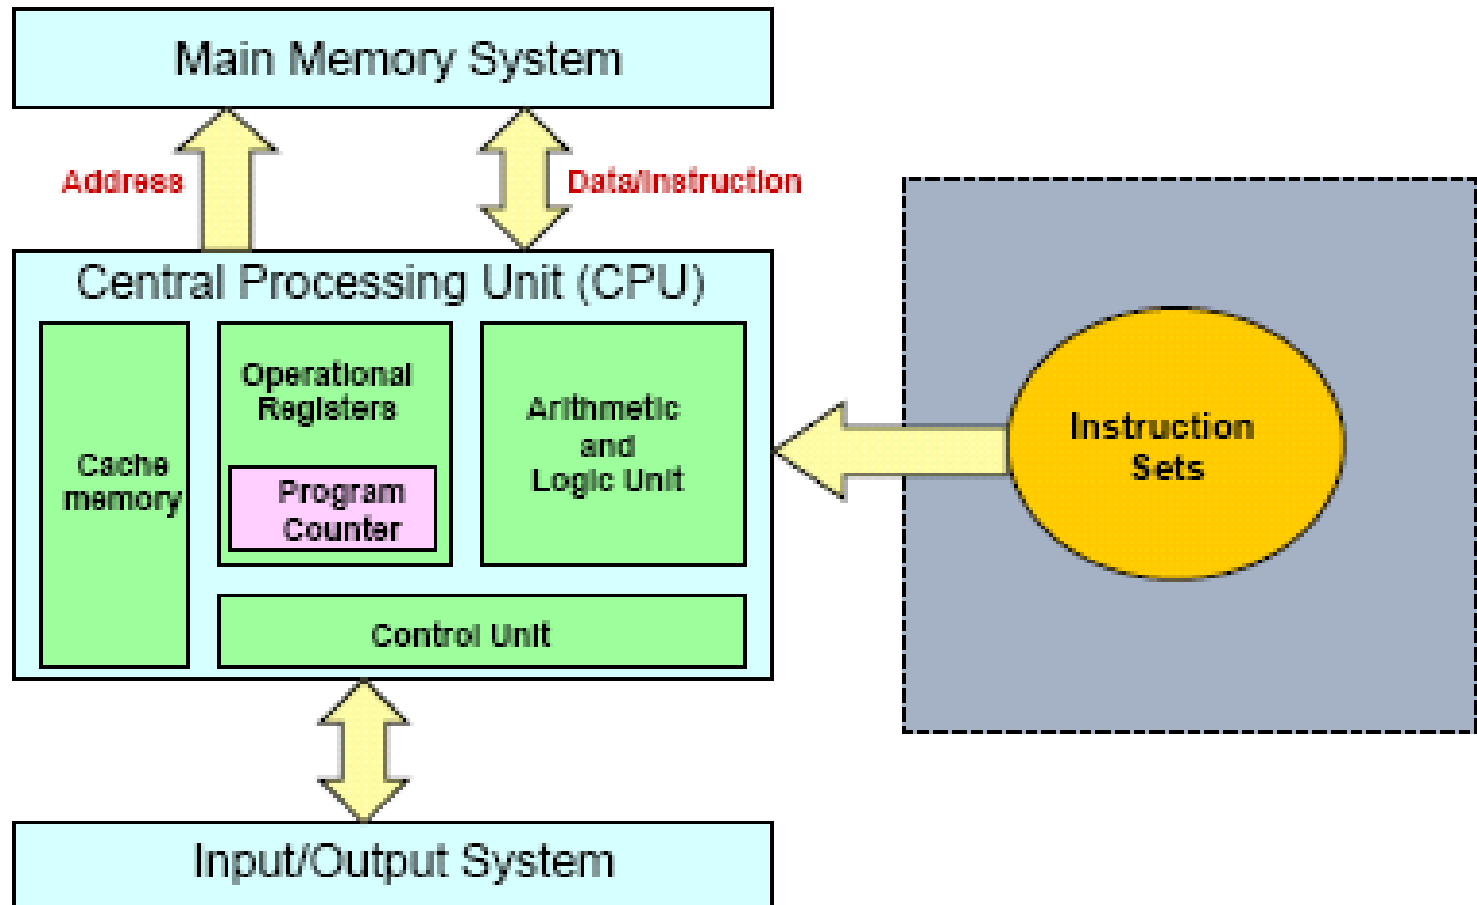 Main Memory System
Address
Data/Instruction
Central Processing Unit (CPU)
Cache
memory
Operational
Registers
Program
Counter
Arithmetic
and
Logic Unit
Control Unit
Instruction
Sets
Input/Output System